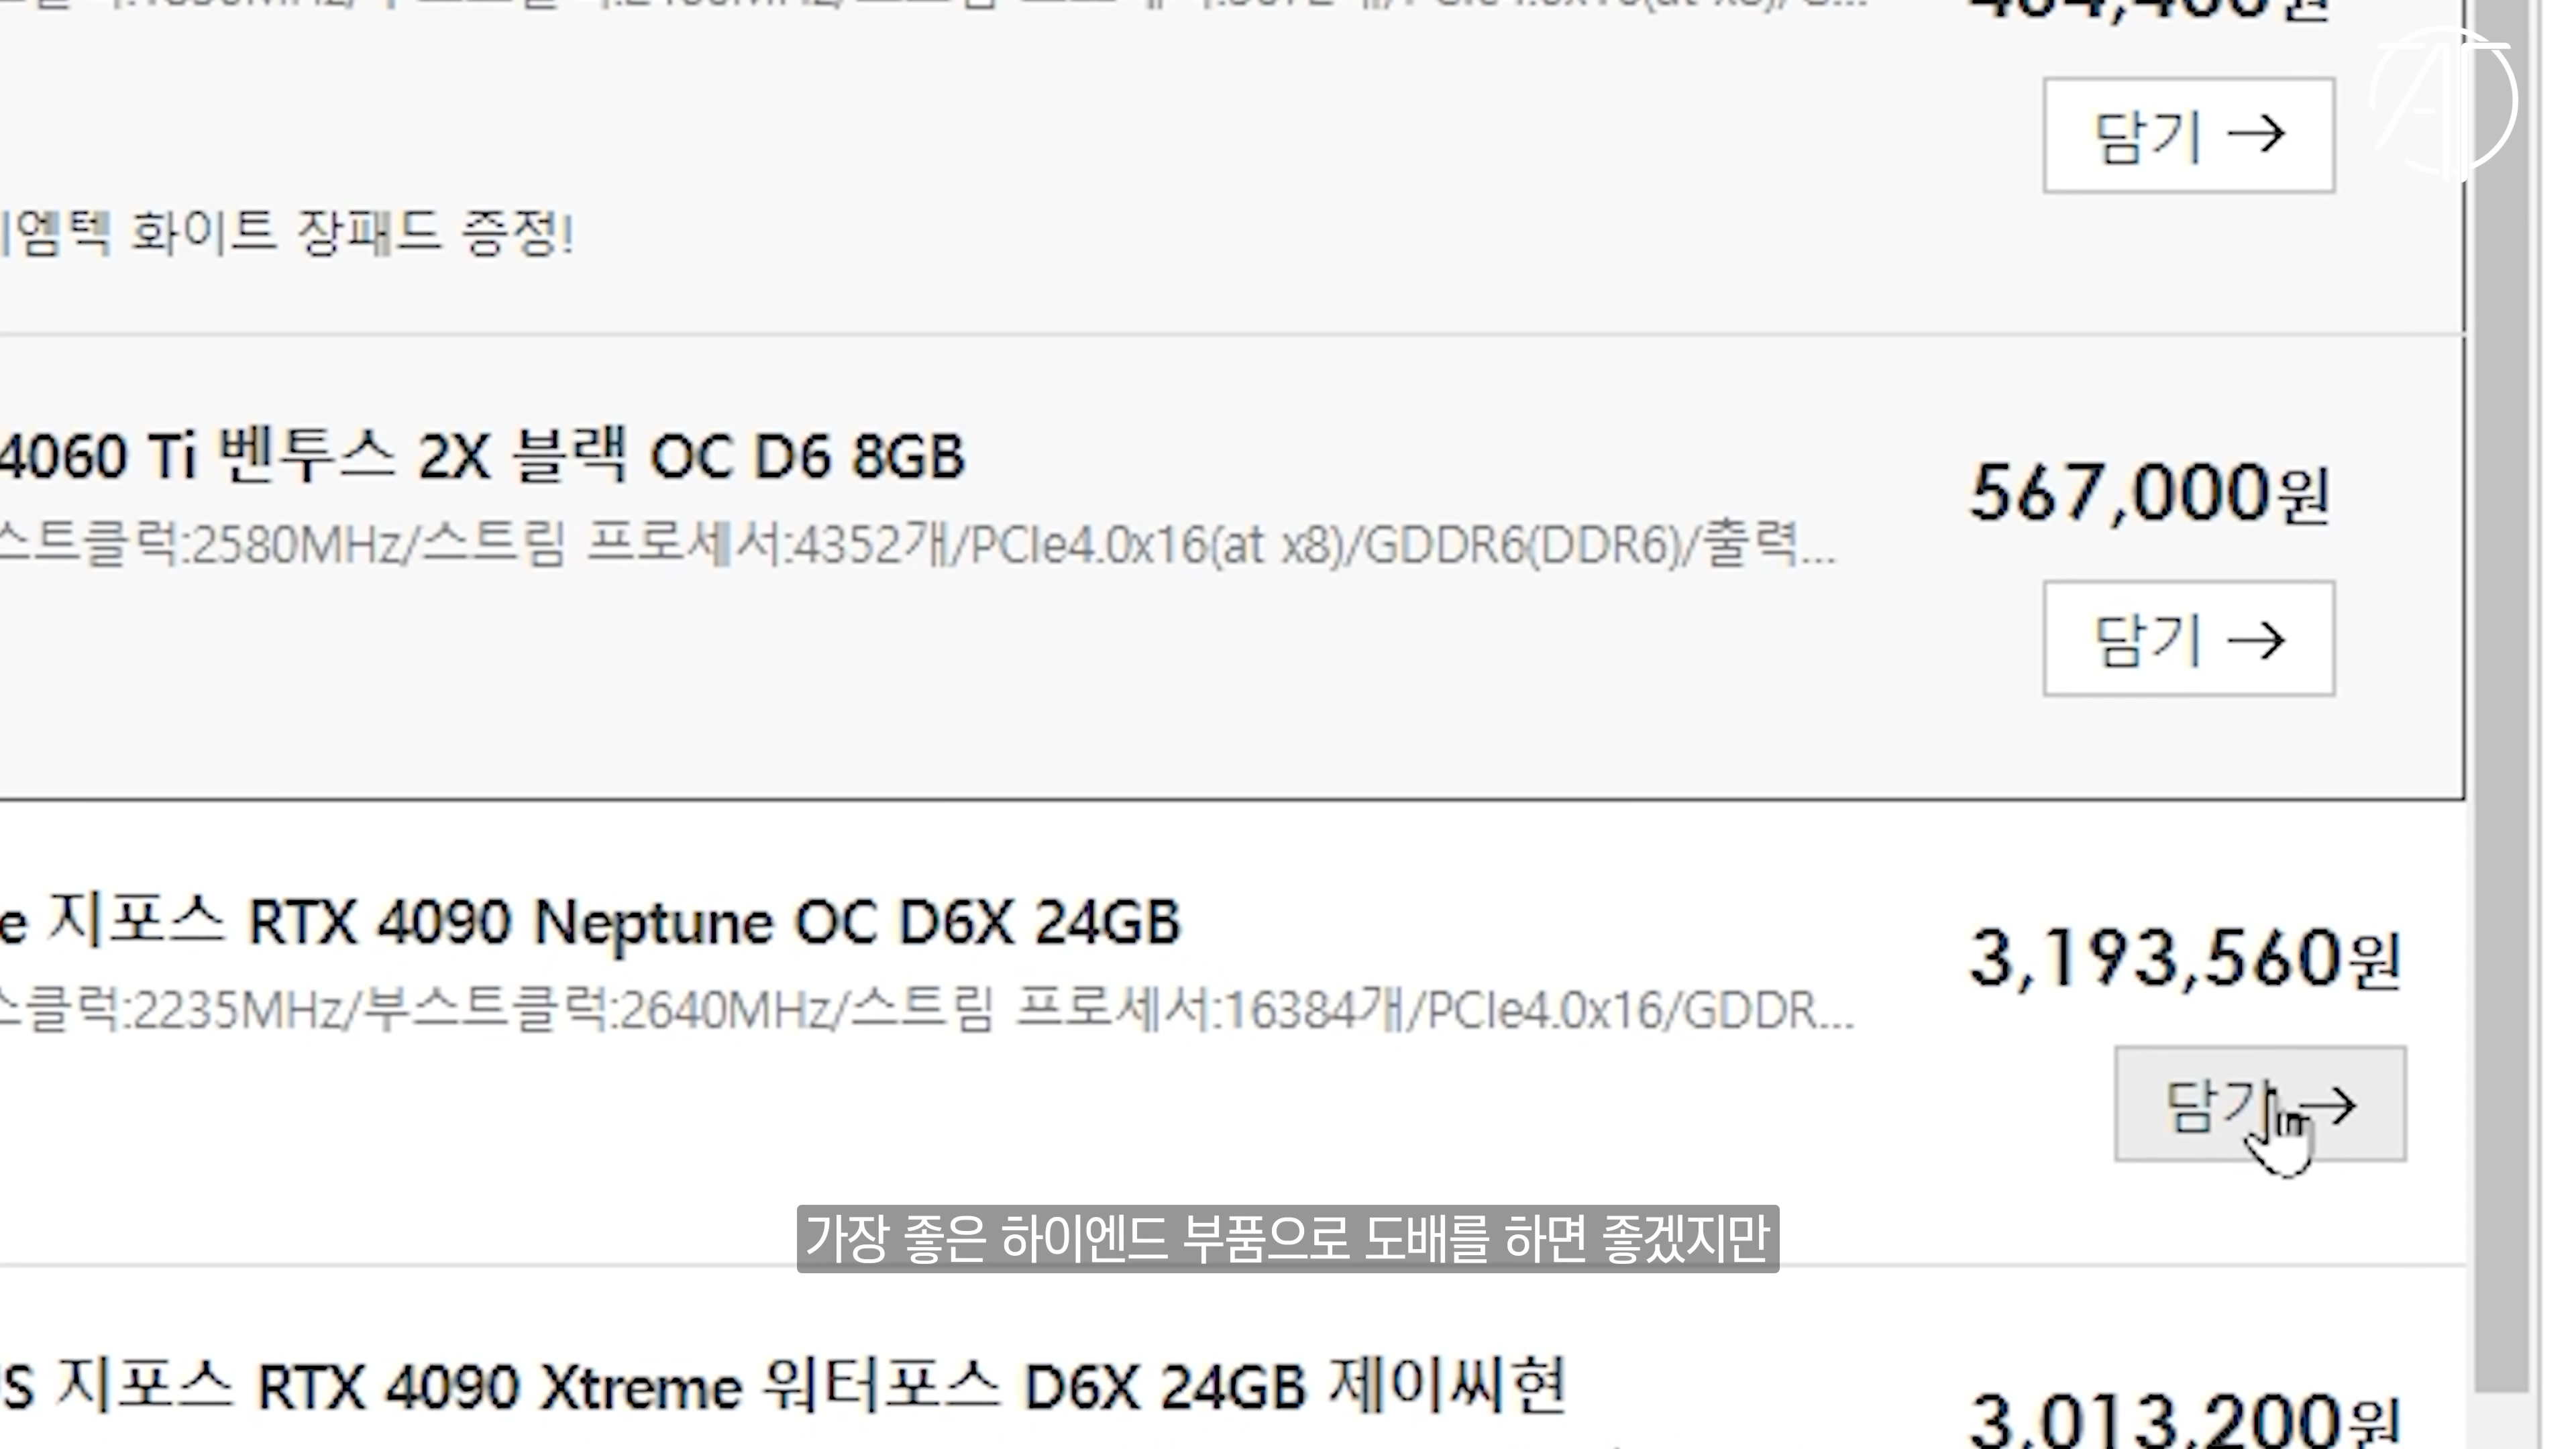 담기 →
엠텍 화이트 장패드 증정!
4060 Ti 벤투스 2X 블랙 OC D6 8GB
567,000원
스트클럭:2580MHz/스트림 프로세서:4352개/PCIe4.0x16(at x8)/GDDR6(DDR6)/출력...
담기 →
e 지포스 RTX 4090 Neptune OC D6X 24GB
3,193,560원
스클럭:2235MHz/부스트클럭:2640MHz/스트림 프로세서:16384개/PCIe4.0x16/GDDR...
담기 →
가장 좋은 하이엔드 부품으로 도배를 하면 좋겠지만
S 지포스 RTX 4090 Xtreme 워터포스 D6X 24GB 제이씨현
3,013,200원